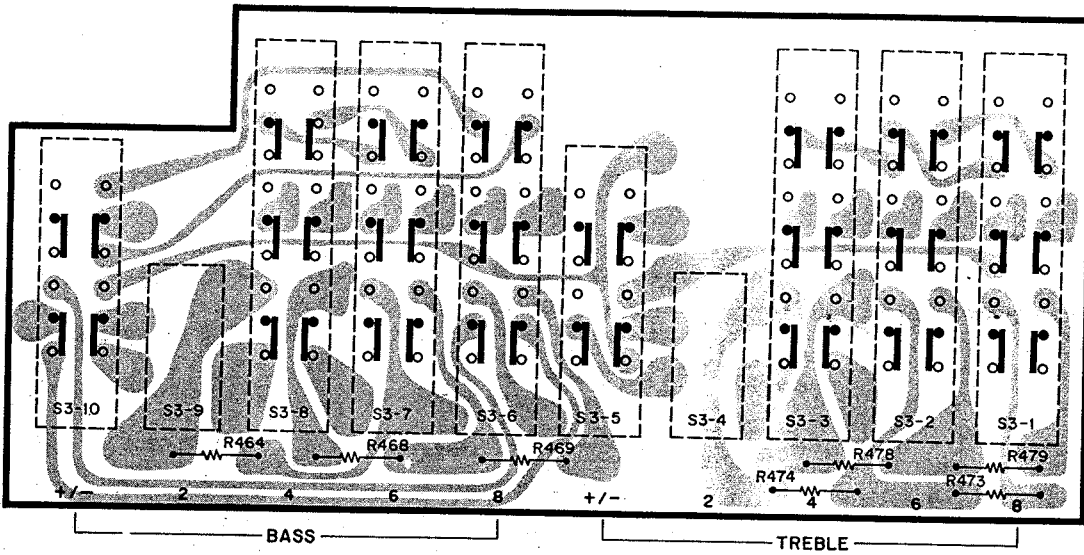 S3-10 S3-9 S3-8 S3-7 S3-6 S3-5 S3-4 S3-3 S3-2 S3-1
R464 R468 R469 R478 R479
R474 R473
+/- 2 4 6 8 +/- 2 4 6 8
BASS TREBLE